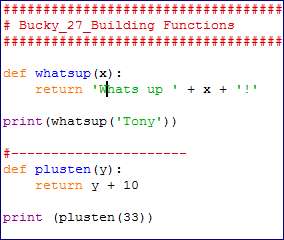 ###################################
# Bucky_27_Building Functions
###################################
def whatsup(x):
    return 'Whats up ' + x + '!'
print(whatsup('Tony'))
#----------------------
def plusten(y):
    return y + 10
print (plusten(33))